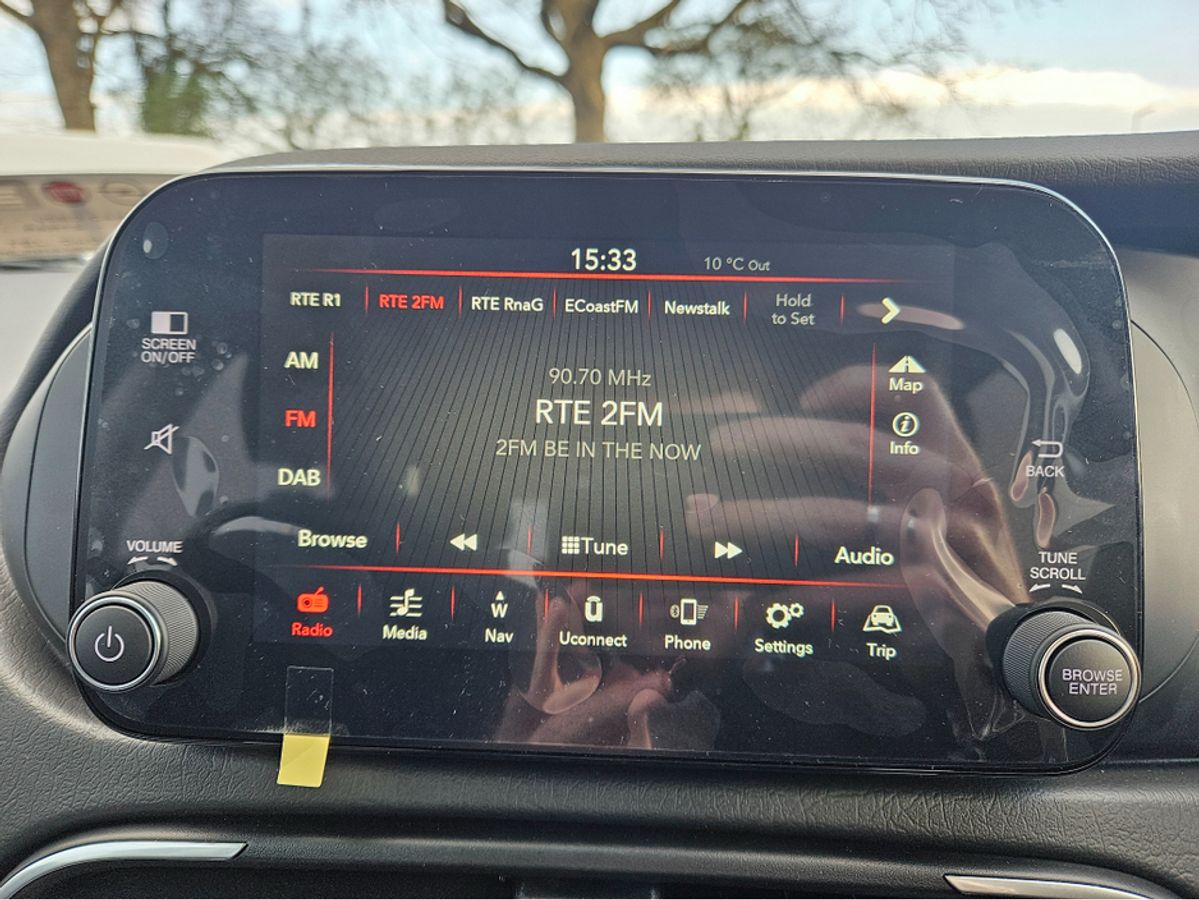 15:33 10 °C Out
RTE R1 RTE 2FM RTE RnaG ECoastFM Newstalk Hold
to Set
SCREEN
ON/OFF
AM
Map
90.70 MHz
RTE 2FM
FM
Info
2FM BE IN THE NOW
BACK
DAB
Browse Tune Audio
VOLUME
TUNE
SCROLL
Radio Media W Nav Uconnect Phone Settings Trip
BROWSE
ENTER